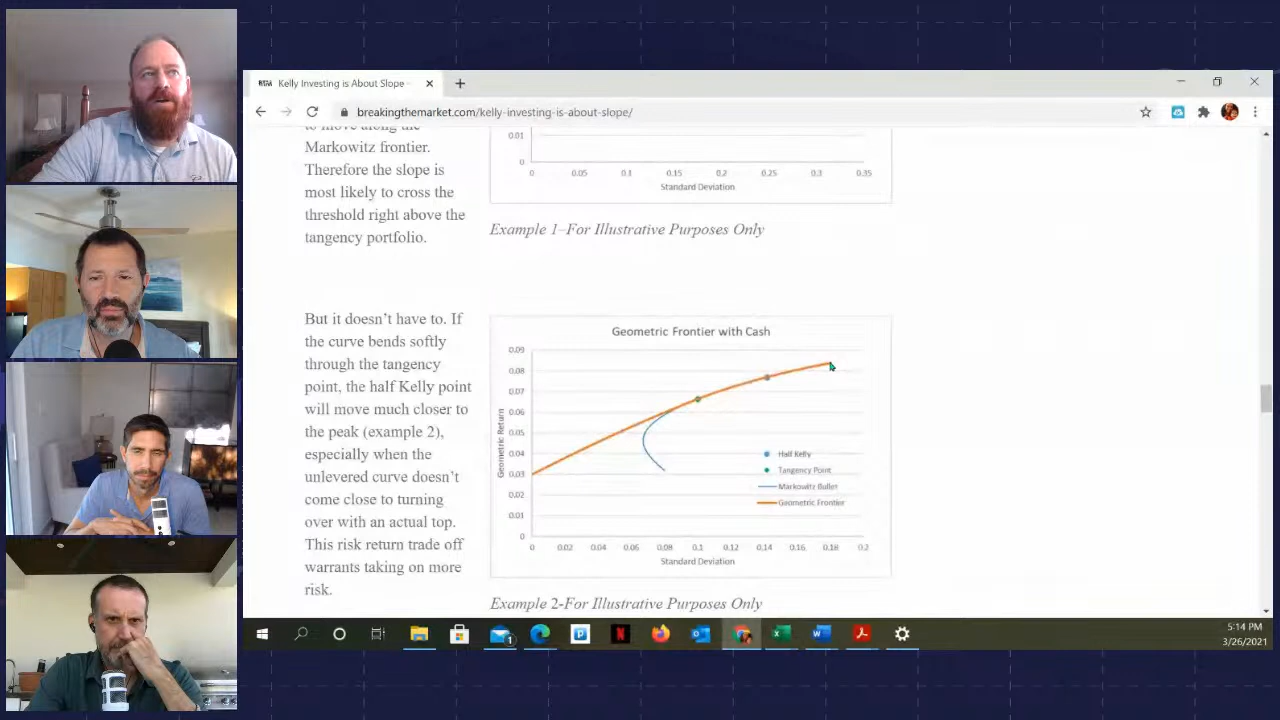 Kelly Investing is About Slope -
breakingthemarket.com/kelly-investing-is-about-slope/
to move along the
Markowitz frontier.
Therefore the slope is
most likely to cross the
threshold right above the
tangency portfolio.
0.01
0
0 0.05 0.1 0.15 0.2 0.25 0.3 0.35
Standard Deviation
Example 1–For Illustrative Purposes Only
But it doesn't have to. If
the curve bends softly
through the tangency
point, the half Kelly point
will move much closer to
the peak (example 2),
especially when the
unlevered curve doesn't
come close to turning
over with an actual top.
This risk return trade off
warrants taking on more
risk.
Geometric Frontier with Cash
0.09
0.08
0.07
0.06
0.05
0.04
0.03
0.02
0.01
0
Geometric Return
Half Kelly
Tangency Point
Markowitz Bullet
Geometric Frontier
0 0.02 0.04 0.06 0.08 0.1 0.12 0.14 0.16 0.18 0.2
Standard Deviation
Example 2-For Illustrative Purposes Only
5:14 PM
3/26/2021